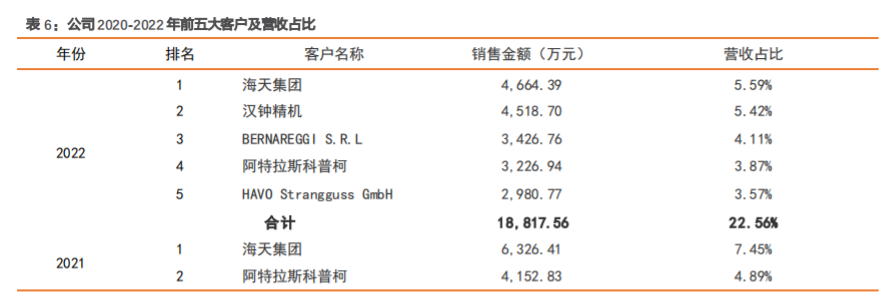 表 6：公司 2020-2022 年前五大客户及营收占比
年份 排名 客户名称 销售金额（万元） 营收占比
1 海天集团 4,664.39 5.59%
2 汉钟精机 4,518.70 5.42%
3 BERNAREGGI S.R.L 3,426.76 4.11%
2022
4 阿特拉斯科普柯 3,226.94 3.87%
5 HAVO Strangguss GmbH 2,980.77 3.57%
合计 18,817.56 22.56%
1 海天集团 6,326.41 7.45%
2021
2 阿特拉斯科普柯 4,152.83 4.89%